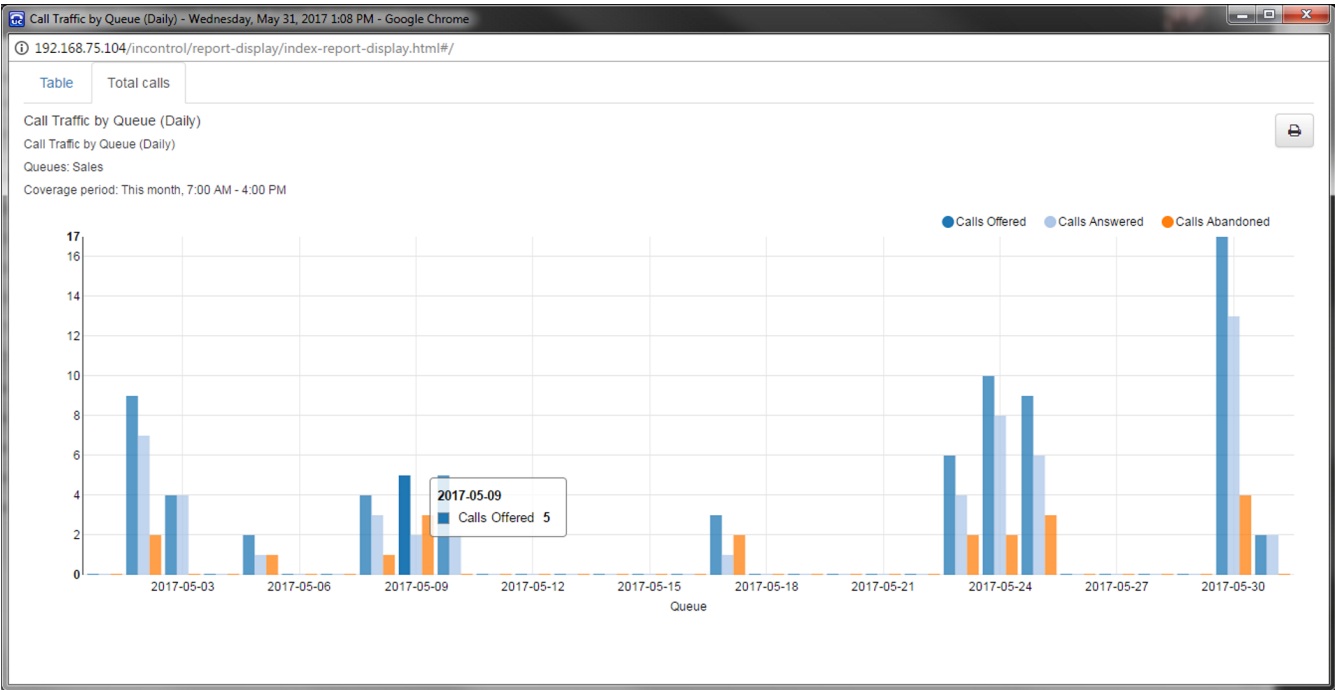 Call Traffic by Queue (Daily) - Wednesday, May 31, 2017 1:08 PM - Google Chrome
192.168.75.104/incontrol/report-display/index-report-display.html#/
Table Total calls
Call Traffic by Queue (Daily)
Call Traffic by Queue (Daily)
Queues: Sales
Coverage period: This month, 7:00 AM - 4:00 PM
Calls Offered Calls Answered Calls Abandoned
17
16
14
12
10
8
6
4
2
0
2017-05-09
Calls Offered 5
2017-05-03 2017-05-06 2017-05-09 2017-05-12 2017-05-15 2017-05-18 2017-05-21 2017-05-24 2017-05-27 2017-05-30
Queue